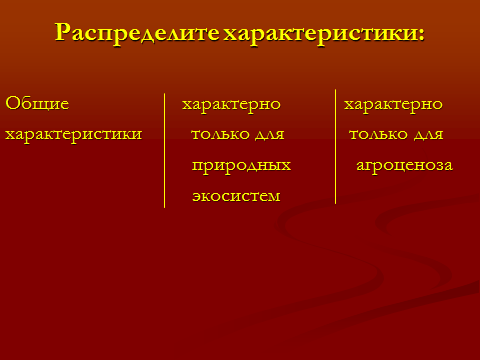 Распределите характеристики:
Общие
характеристики
характерно
только для
природных
экосистем
характерно
только для
агроценоза